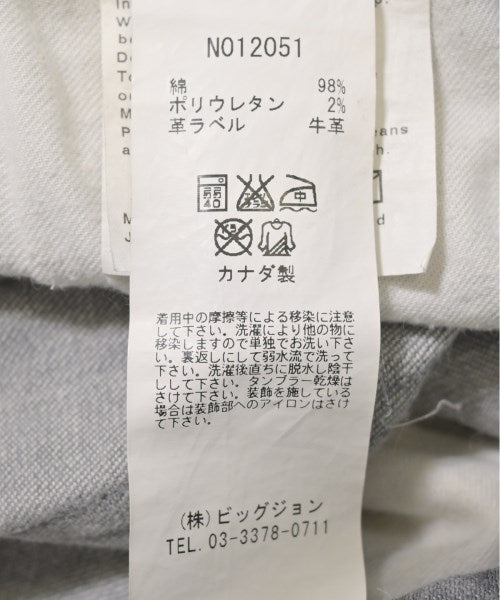 In
W
be
D
To
o
M
P
a
eans
h.
M
J
d
NO12051
綿 98%
ポリウレタン 2%
革ラベル 牛革
40
中
カナダ製
着用中の摩擦等による移染に注意
して下さい。洗濯により他の物に
移染しますので単独でお洗い下さ
い。裏返しにして弱水流で洗って
下さい。洗濯後直ちに脱水し陰干
しして下さい。タンブラー乾燥は
さけて下さい。装飾を施している
場合は装飾部へのアイロンはさけ
て下さい。
(株)ビッグジョン
TEL. 03-3378-0711